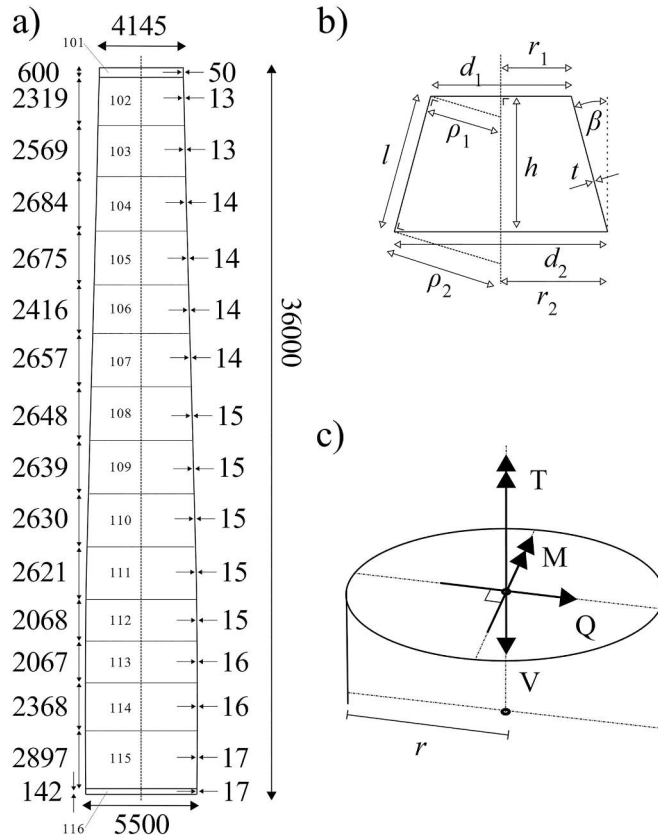 a)
4145
101
600
50
2319
102
13
2569
103
13
2684
104
14
2675
105
14
2416
106
14
2657
107
14
2648
108
15
2639
109
15
2630
110
15
2621
111
15
2068
112
15
2067
113
16
2368
114
16
2897
115
17
142
17
116
5500
36000
b)
d1
r1
β
ρ1
l
h
t
d2
ρ2
r2
c)
T
M
Q
V
r